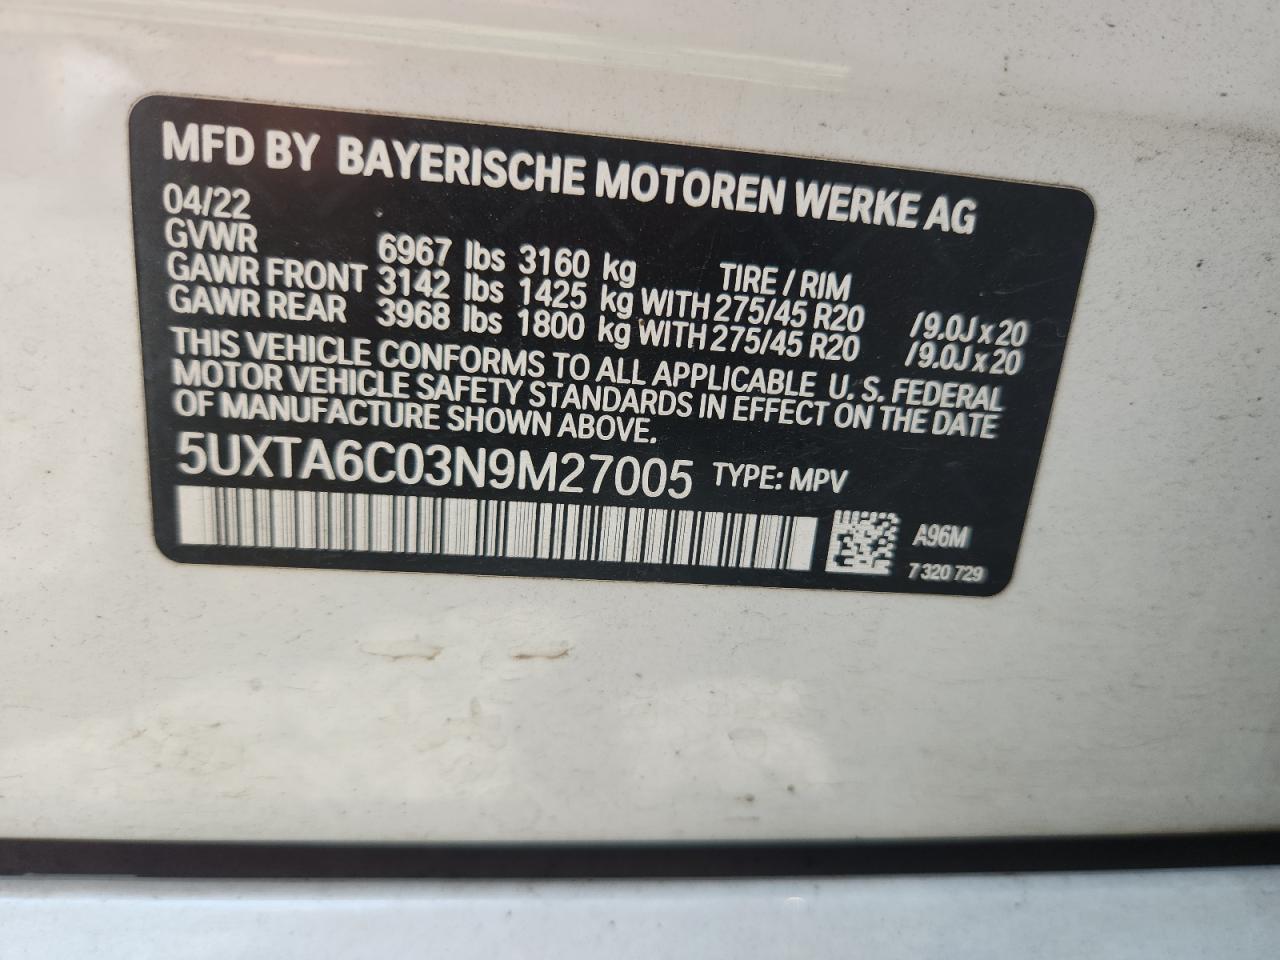 MFD BY BAYERISCHE MOTOREN WERKE AG
04/22
GVWR 6967 lbs 3160 kg TIRE / RIM
GAWR FRONT 3142 lbs 1425 kg WITH 275/45 R20 /9.0J x 20
GAWR REAR 3968 lbs 1800 kg WITH 275/45 R20 /9.0J x 20
THIS VEHICLE CONFORMS TO ALL APPLICABLE U. S. FEDERAL
MOTOR VEHICLE SAFETY STANDARDS IN EFFECT ON THE DATE
OF MANUFACTURE SHOWN ABOVE.
5UXTA6C03N9M27005 TYPE: MPV
A96M
7 320 729